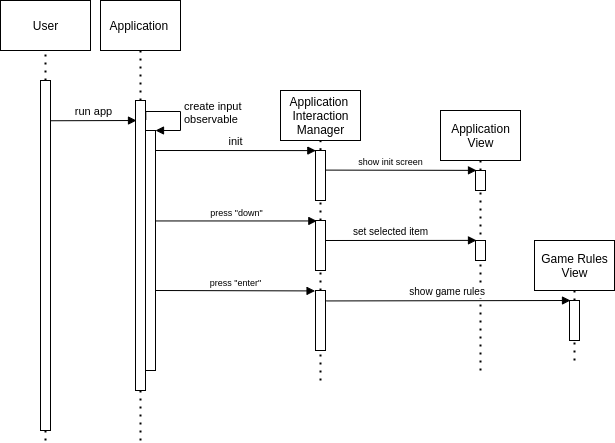 User
Application
run app
create input
observable
Application
Interaction
Manager
init
Application
View
show init screen
press "down"
set selected item
Game Rules
View
press "enter"
show game rules